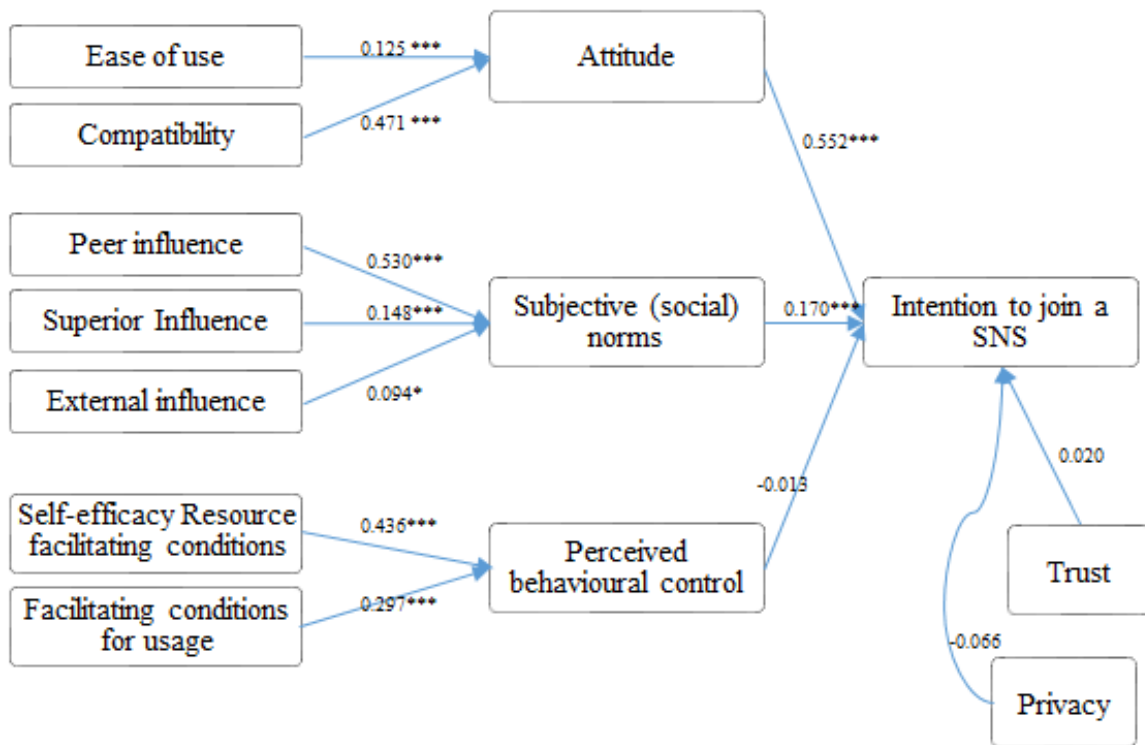 Ease of use
0.125 ***
Attitude
Compatibility
0.471 ***
0.552***
Peer influence
0.530***
Superior Influence
0.148***
Subjective (social)
norms
0.170***
Intention to join a
SNS
External influence
0.094*
Self-efficacy Resource
facilitating conditions
0.436***
Perceived
behavioural control
-0.013
0.020
Facilitating conditions
for usage
0.297***
Trust
-0.066
Privacy